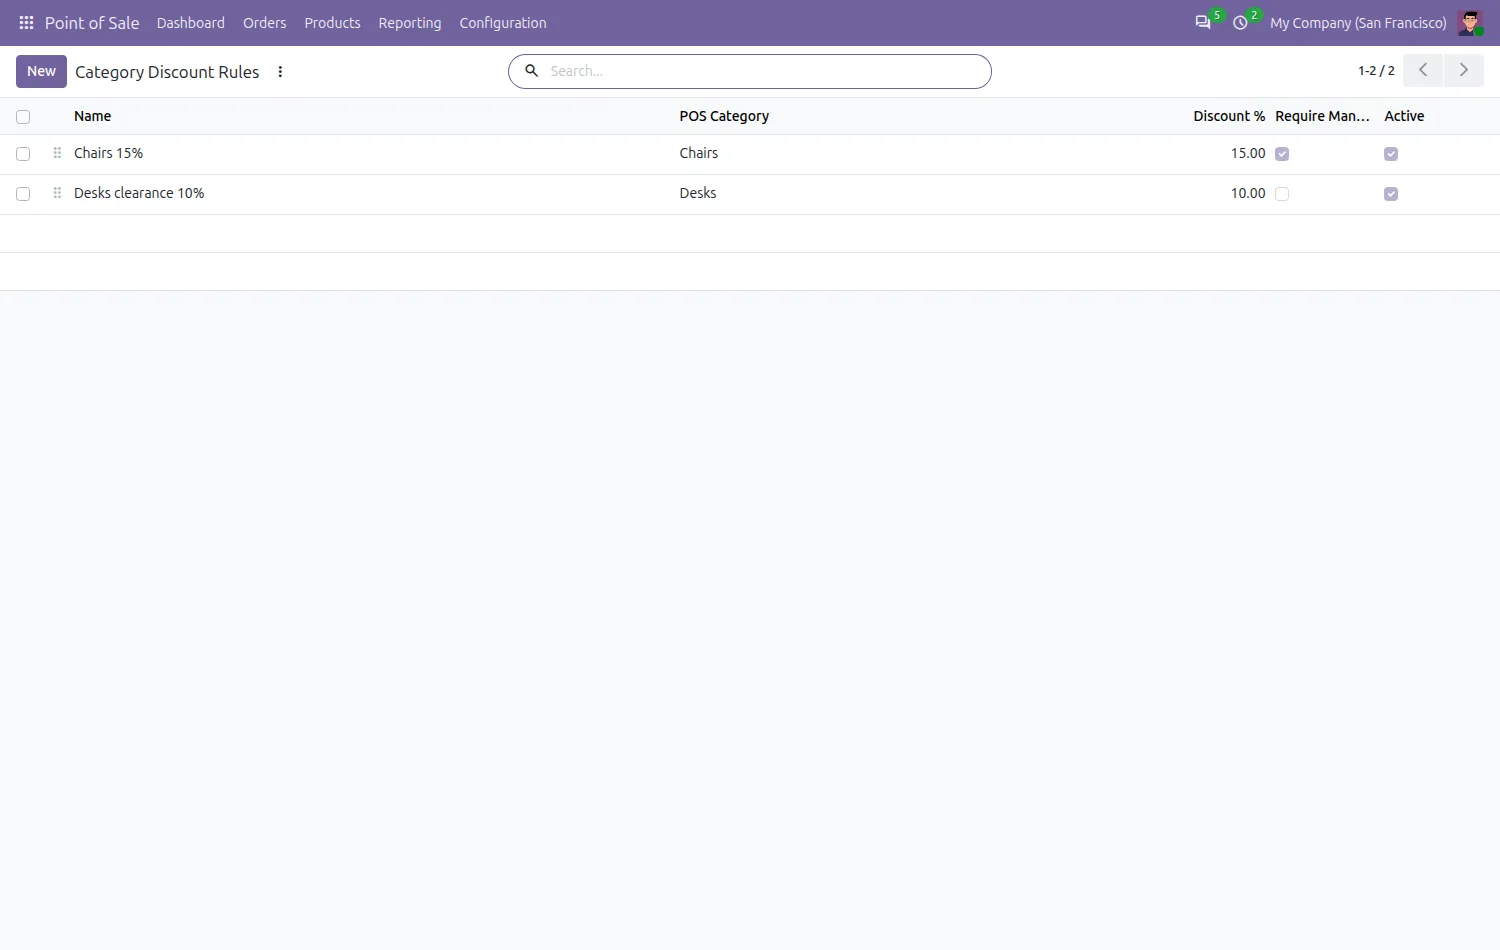 Point of Sale Dashboard Orders Products Reporting Configuration 5 2 My Company (San Francisco)
New Category Discount Rules Search... 1-2 / 2
Name POS Category Discount % Require Man... Active
Chairs 15% Chairs 15.00
Desks clearance 10% Desks 10.00